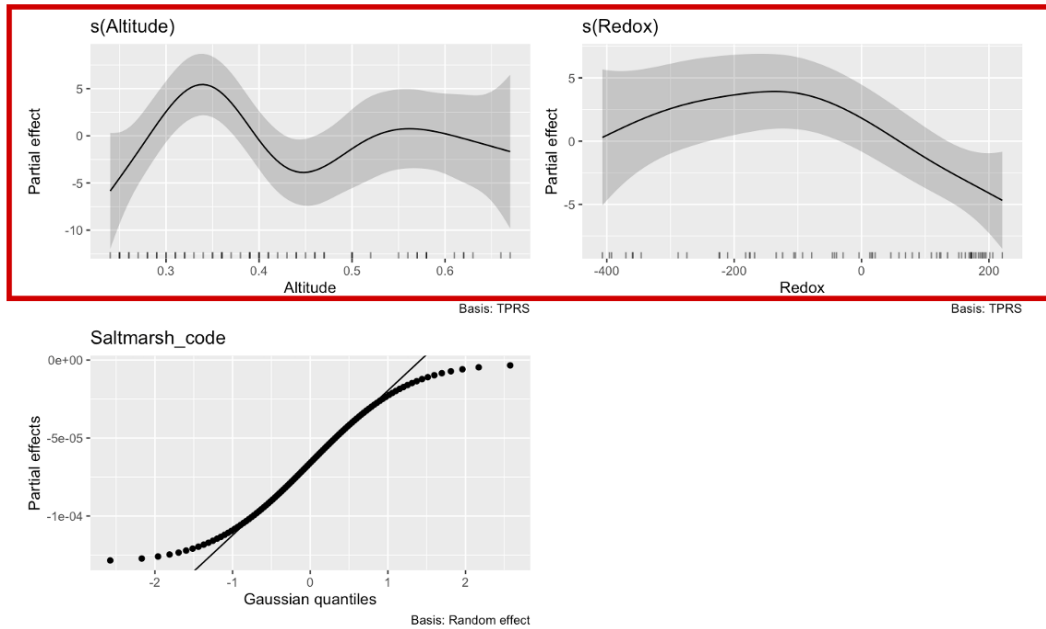 s(Altitude)
5
0
-5
-10
Partial effect
0.3
0.4
0.5
0.6
Altitude
Basis: TPRS
s(Redox)
5
0
-5
Partial effect
-400
-200
0
200
Redox
Basis: TPRS
Saltmarsh_code
0e+00
-5e-05
-1e-04
Partial effects
-2
-1
0
1
2
Gaussian quantiles
Basis: Random effect